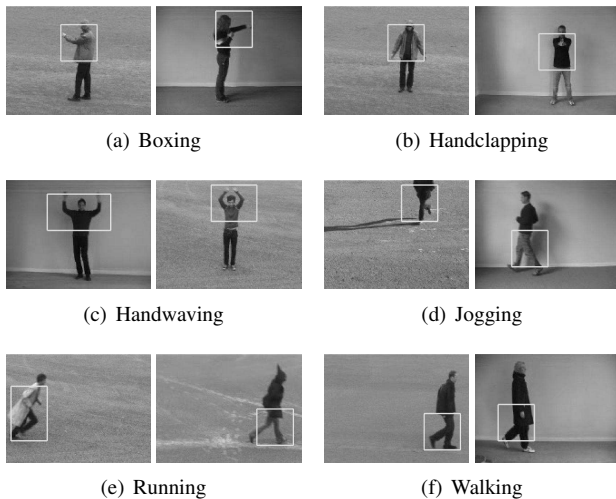 (a) Boxing
(b) Handclapping
(c) Handwaving
(d) Jogging
(e) Running
(f) Walking